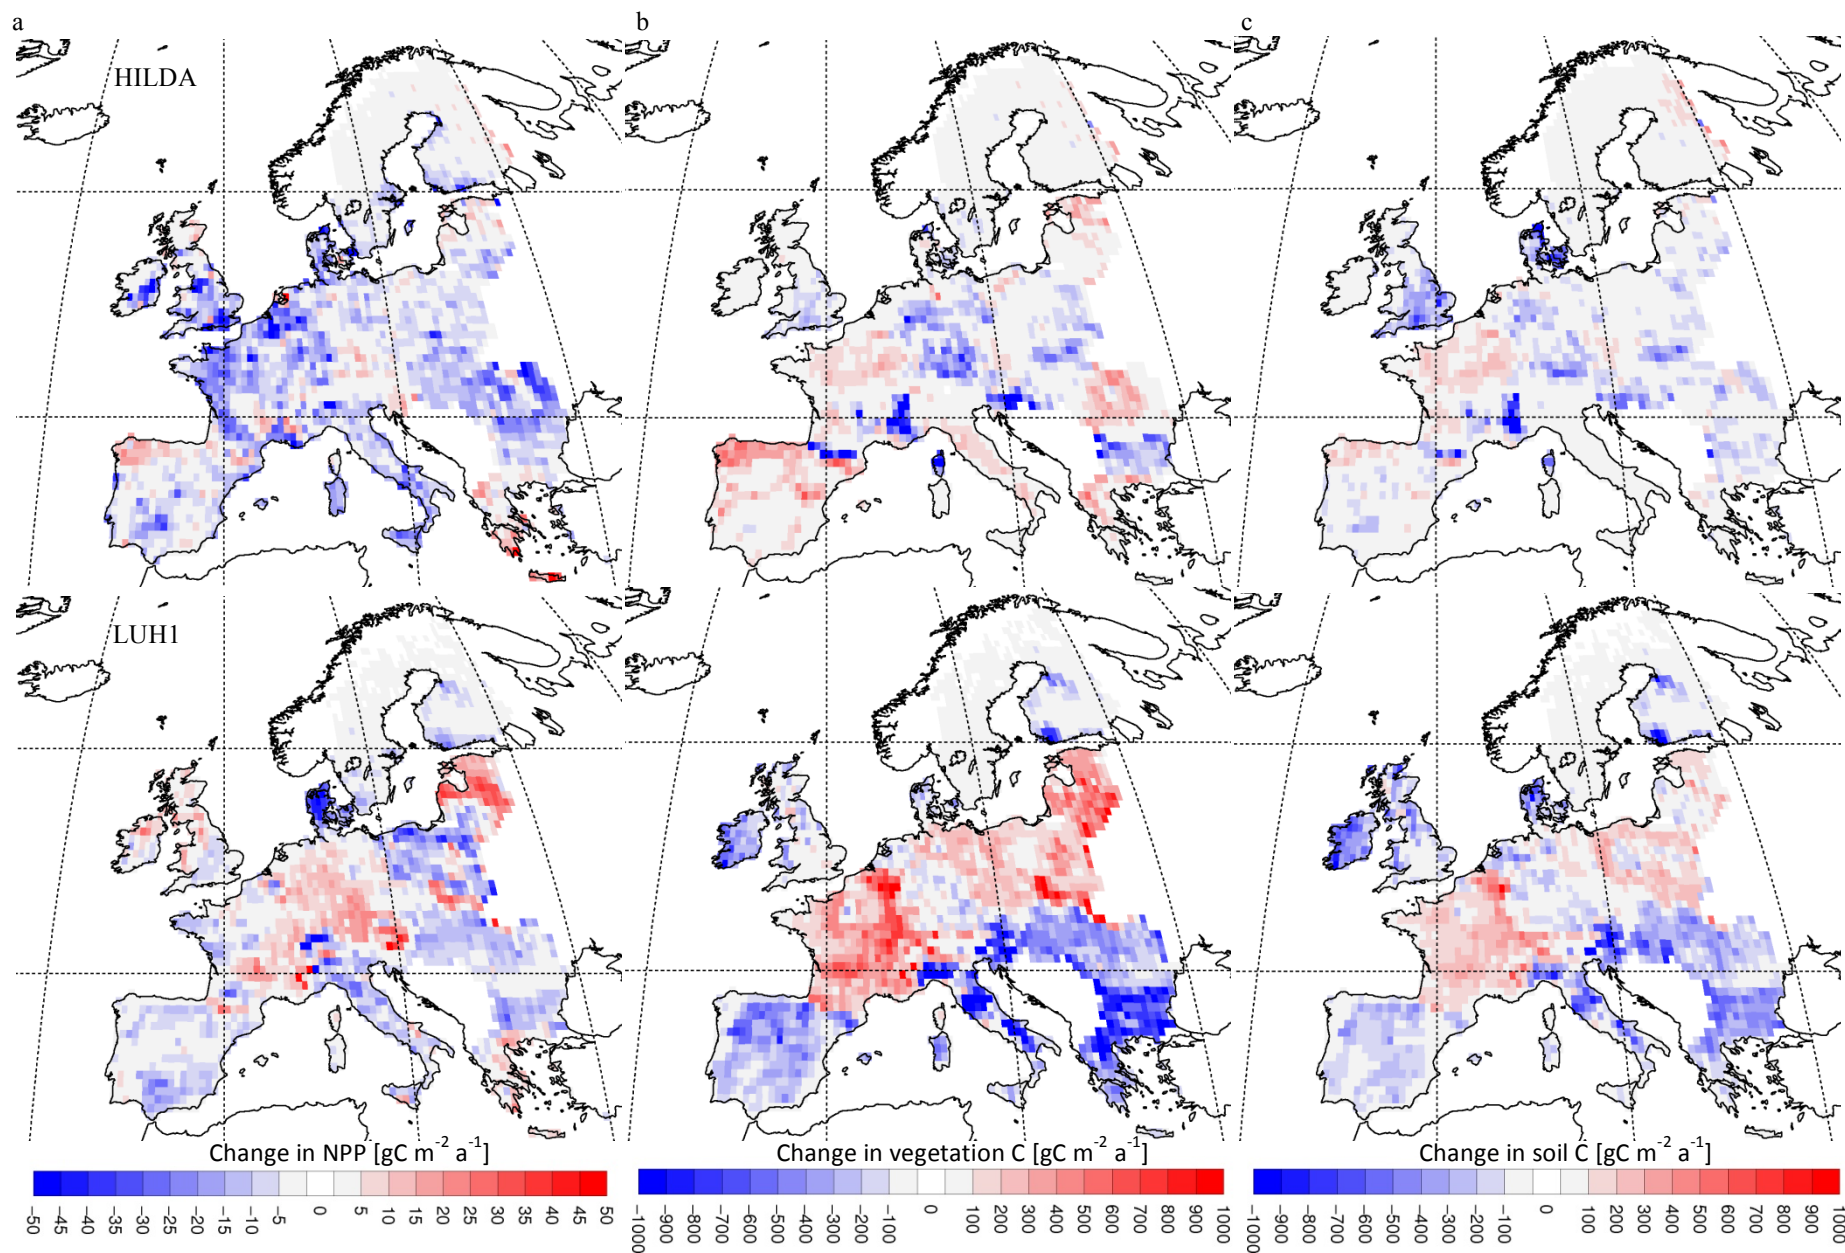 a b c
HILDA
LUH1
Change in NPP [gC m⁻² a⁻¹] Change in vegetation C [gC m⁻² a⁻¹] Change in soil C [gC m⁻² a⁻¹]
−50 −45 −40 −35 −30 −25 −20 −15 −10 −5 0 5 10 15 20 25 30 35 40 45 50
−1000 −900 −800 −700 −600 −500 −400 −300 −200 −100 0 100 200 300 400 500 600 700 800 900 1000
−1000 −900 −800 −700 −600 −500 −400 −300 −200 −100 0 100 200 300 400 500 600 700 800 900 1000